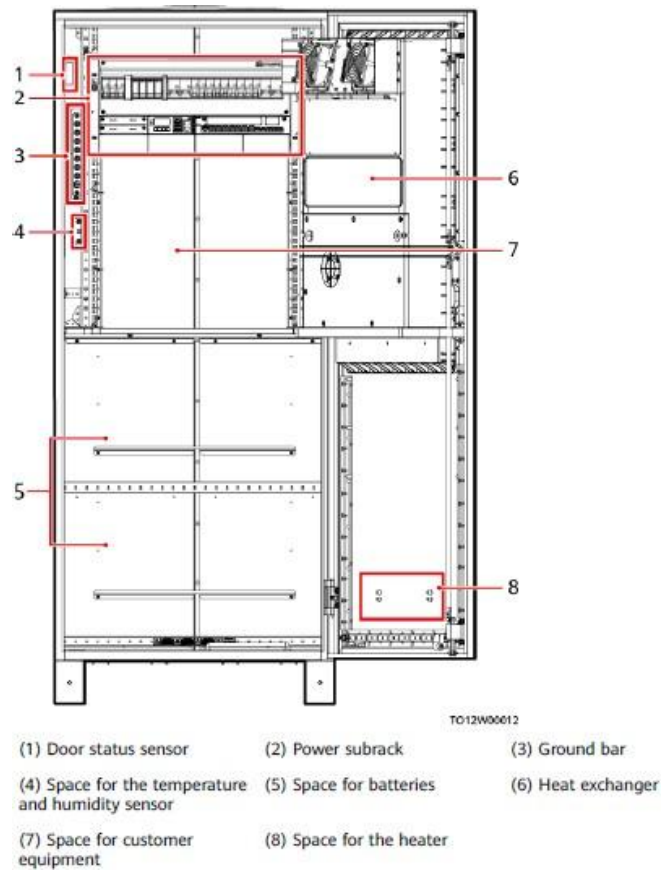 1
2
3
4
5
6
7
8
TO12W00012
(1) Door status sensor (2) Power subrack (3) Ground bar
(4) Space for the temperature (5) Space for batteries (6) Heat exchanger
and humidity sensor
(7) Space for customer (8) Space for the heater
equipment